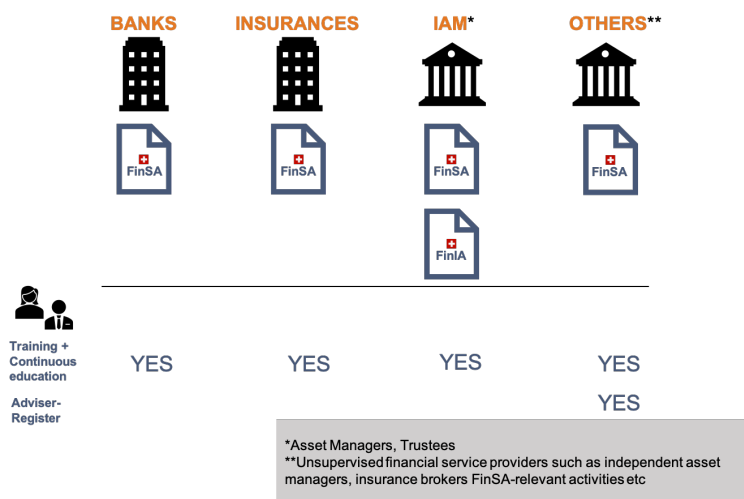 BANKS
INSURANCES
IAM*
OTHERS**
FinSA
FinSA
FinSA
FinSA
FinIA
Training +
Continuous
education
YES
YES
YES
YES
Adviser-
Register
YES
*Asset Managers, Trustees
**Unsupervised financial service providers such as independent asset
managers, insurance brokers FinSA-relevant activities etc